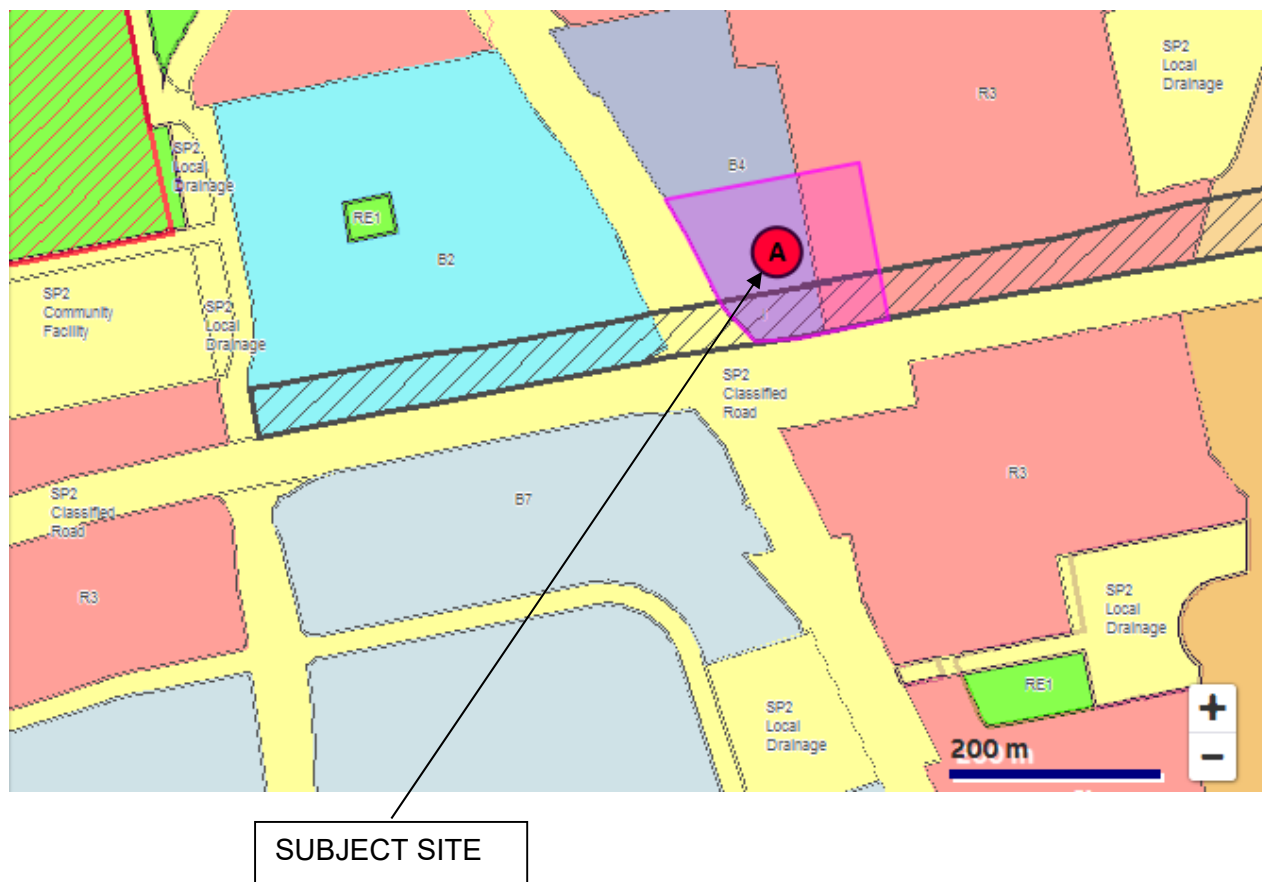 SP2
Local
Drainage
R3
SP2
Local
Drainage
B4
RE1
A
B2
SP2
Community
Facility
SP2
Local
Drainage
SP2
Classified
Road
R3
B7
SP2
Classified
Road
R3
SP2
Local
Drainage
RE1
SP2
Local
Drainage
+
200 m
−
SUBJECT SITE